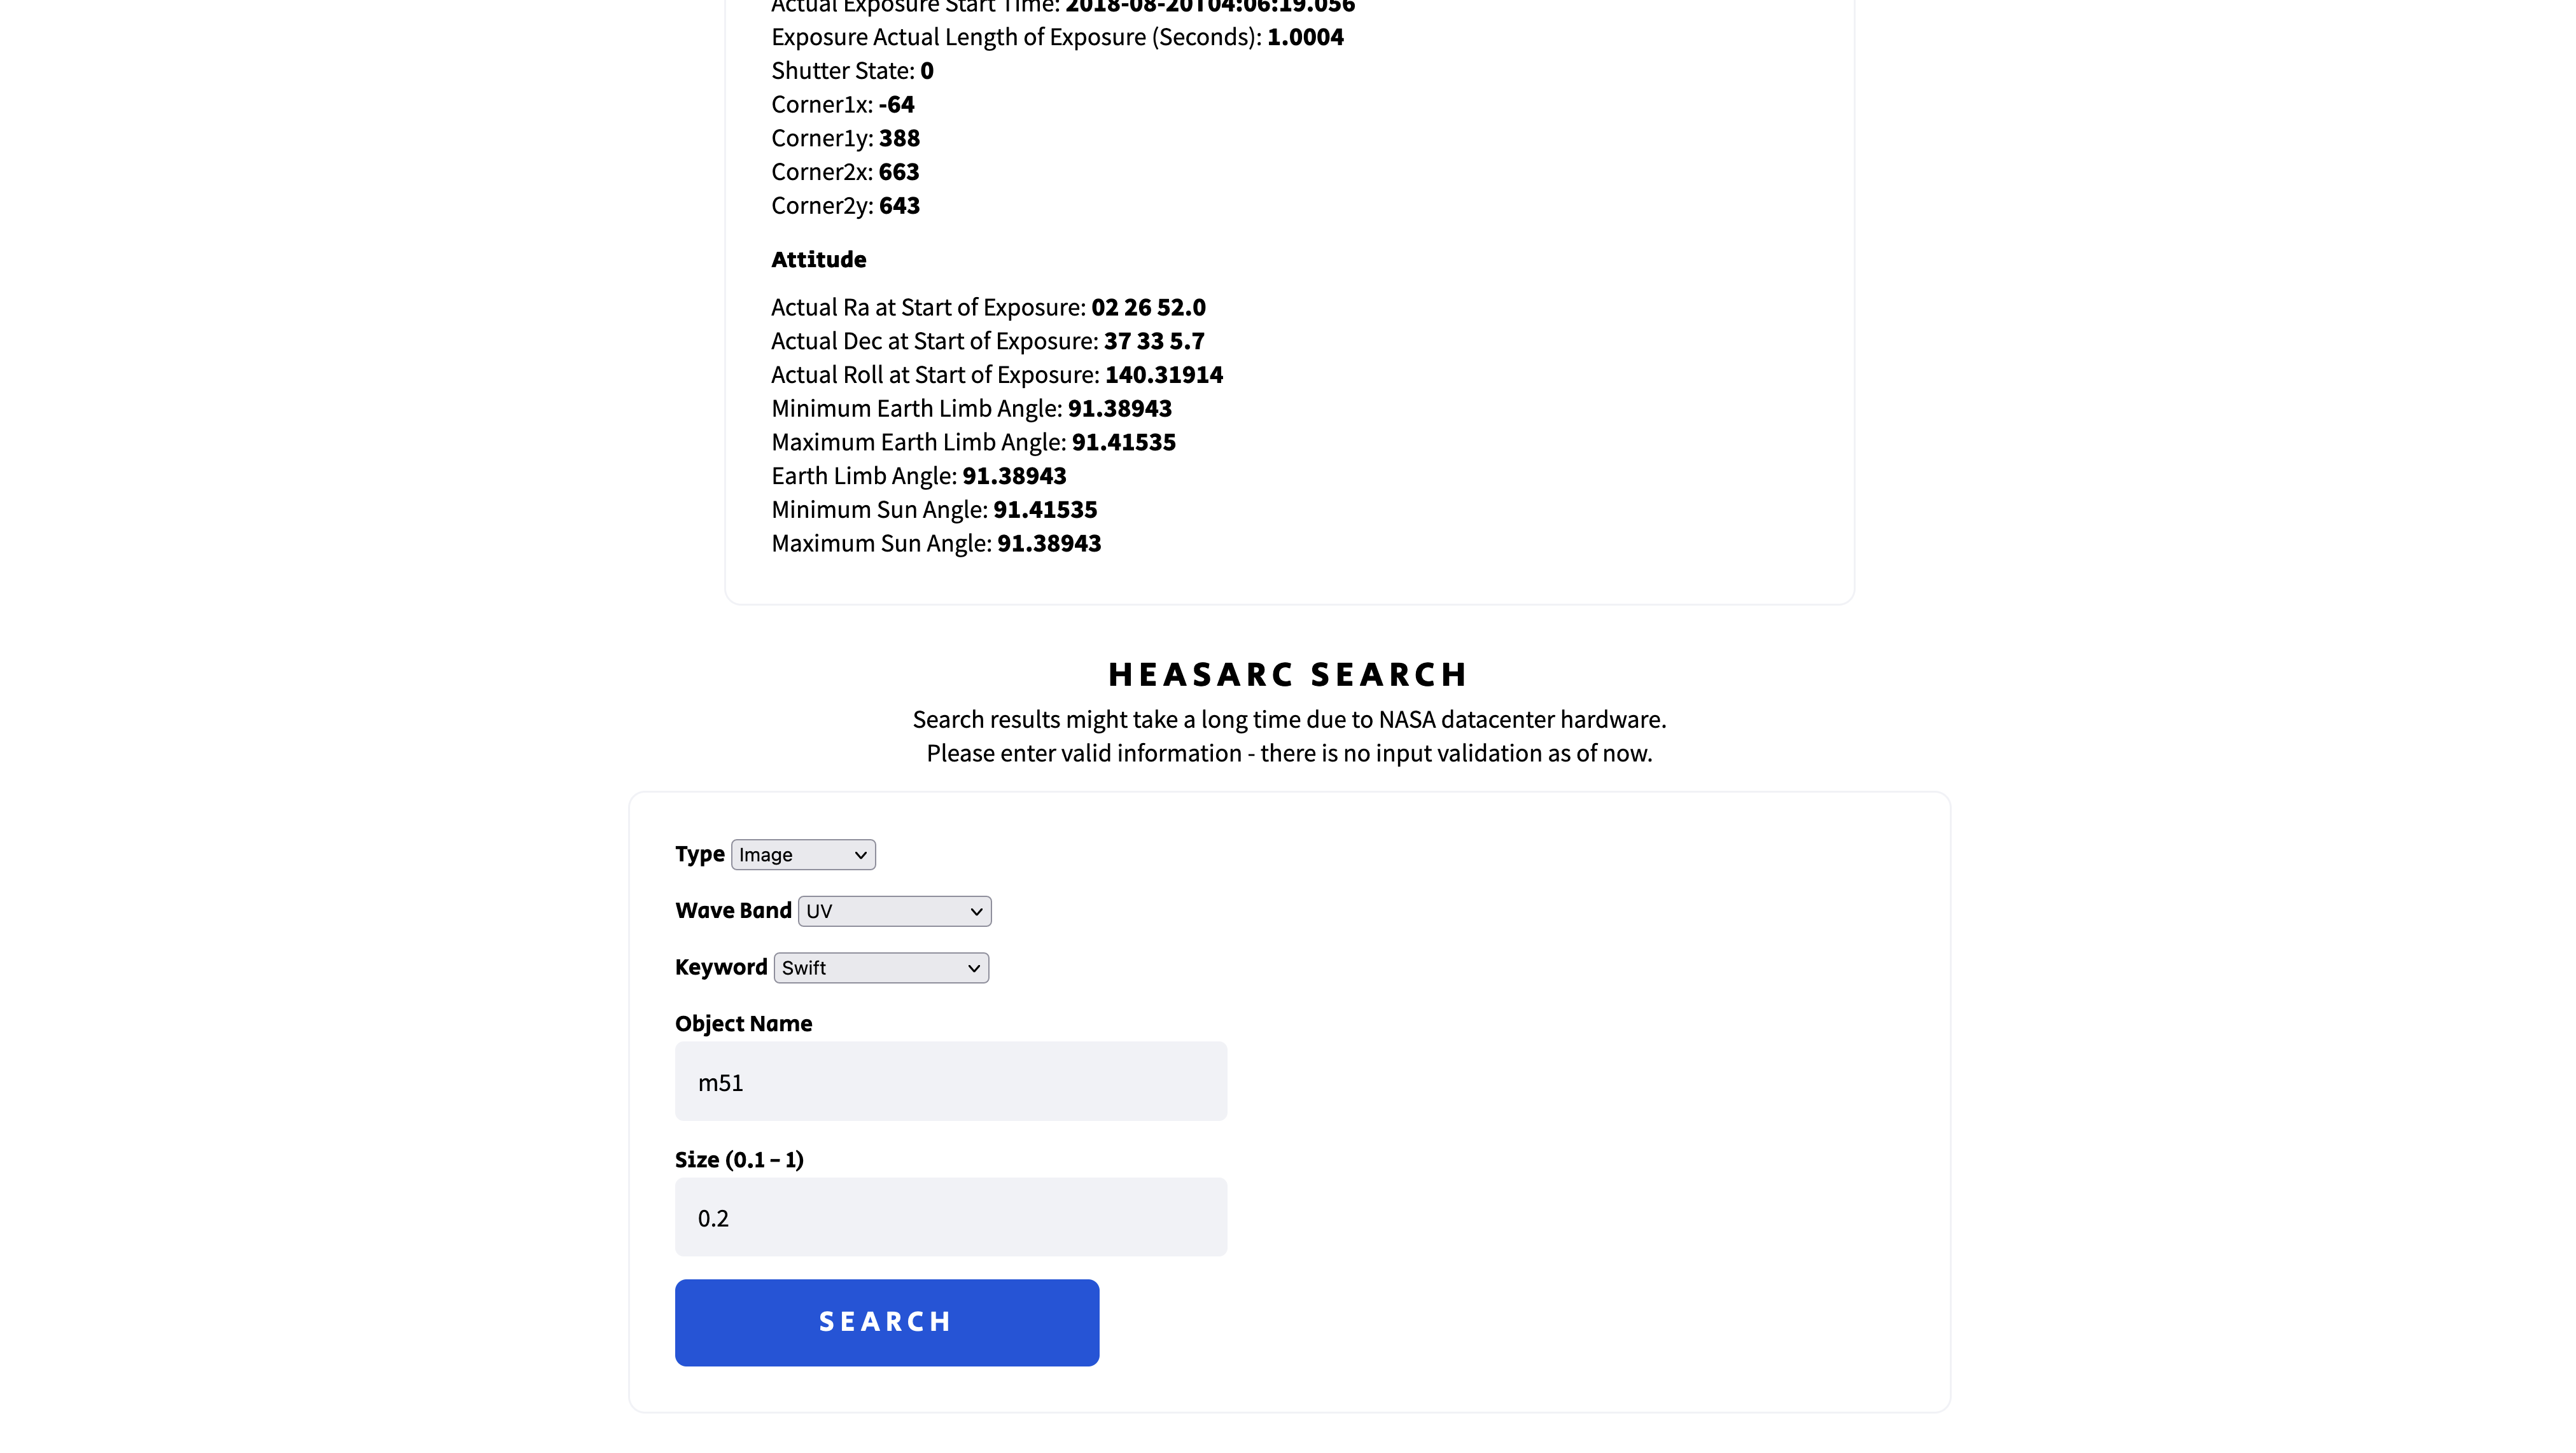 Actual Exposure Start Time: 2018-08-20T04:06:19.056
Exposure Actual Length of Exposure (Seconds): 1.0004
Shutter State: 0
Corner1x: -64
Corner1y: 388
Corner2x: 663
Corner2y: 643
Attitude
Actual Ra at Start of Exposure: 02 26 52.0
Actual Dec at Start of Exposure: 37 33 5.7
Actual Roll at Start of Exposure: 140.31914
Minimum Earth Limb Angle: 91.38943
Maximum Earth Limb Angle: 91.41535
Earth Limb Angle: 91.38943
Minimum Sun Angle: 91.41535
Maximum Sun Angle: 91.38943
HEASARC SEARCH
Search results might take a long time due to NASA datacenter hardware.
Please enter valid information - there is no input validation as of now.
Type Image
Wave Band UV
Keyword Swift
Object Name
m51
Size (0.1 – 1)
0.2
SEARCH